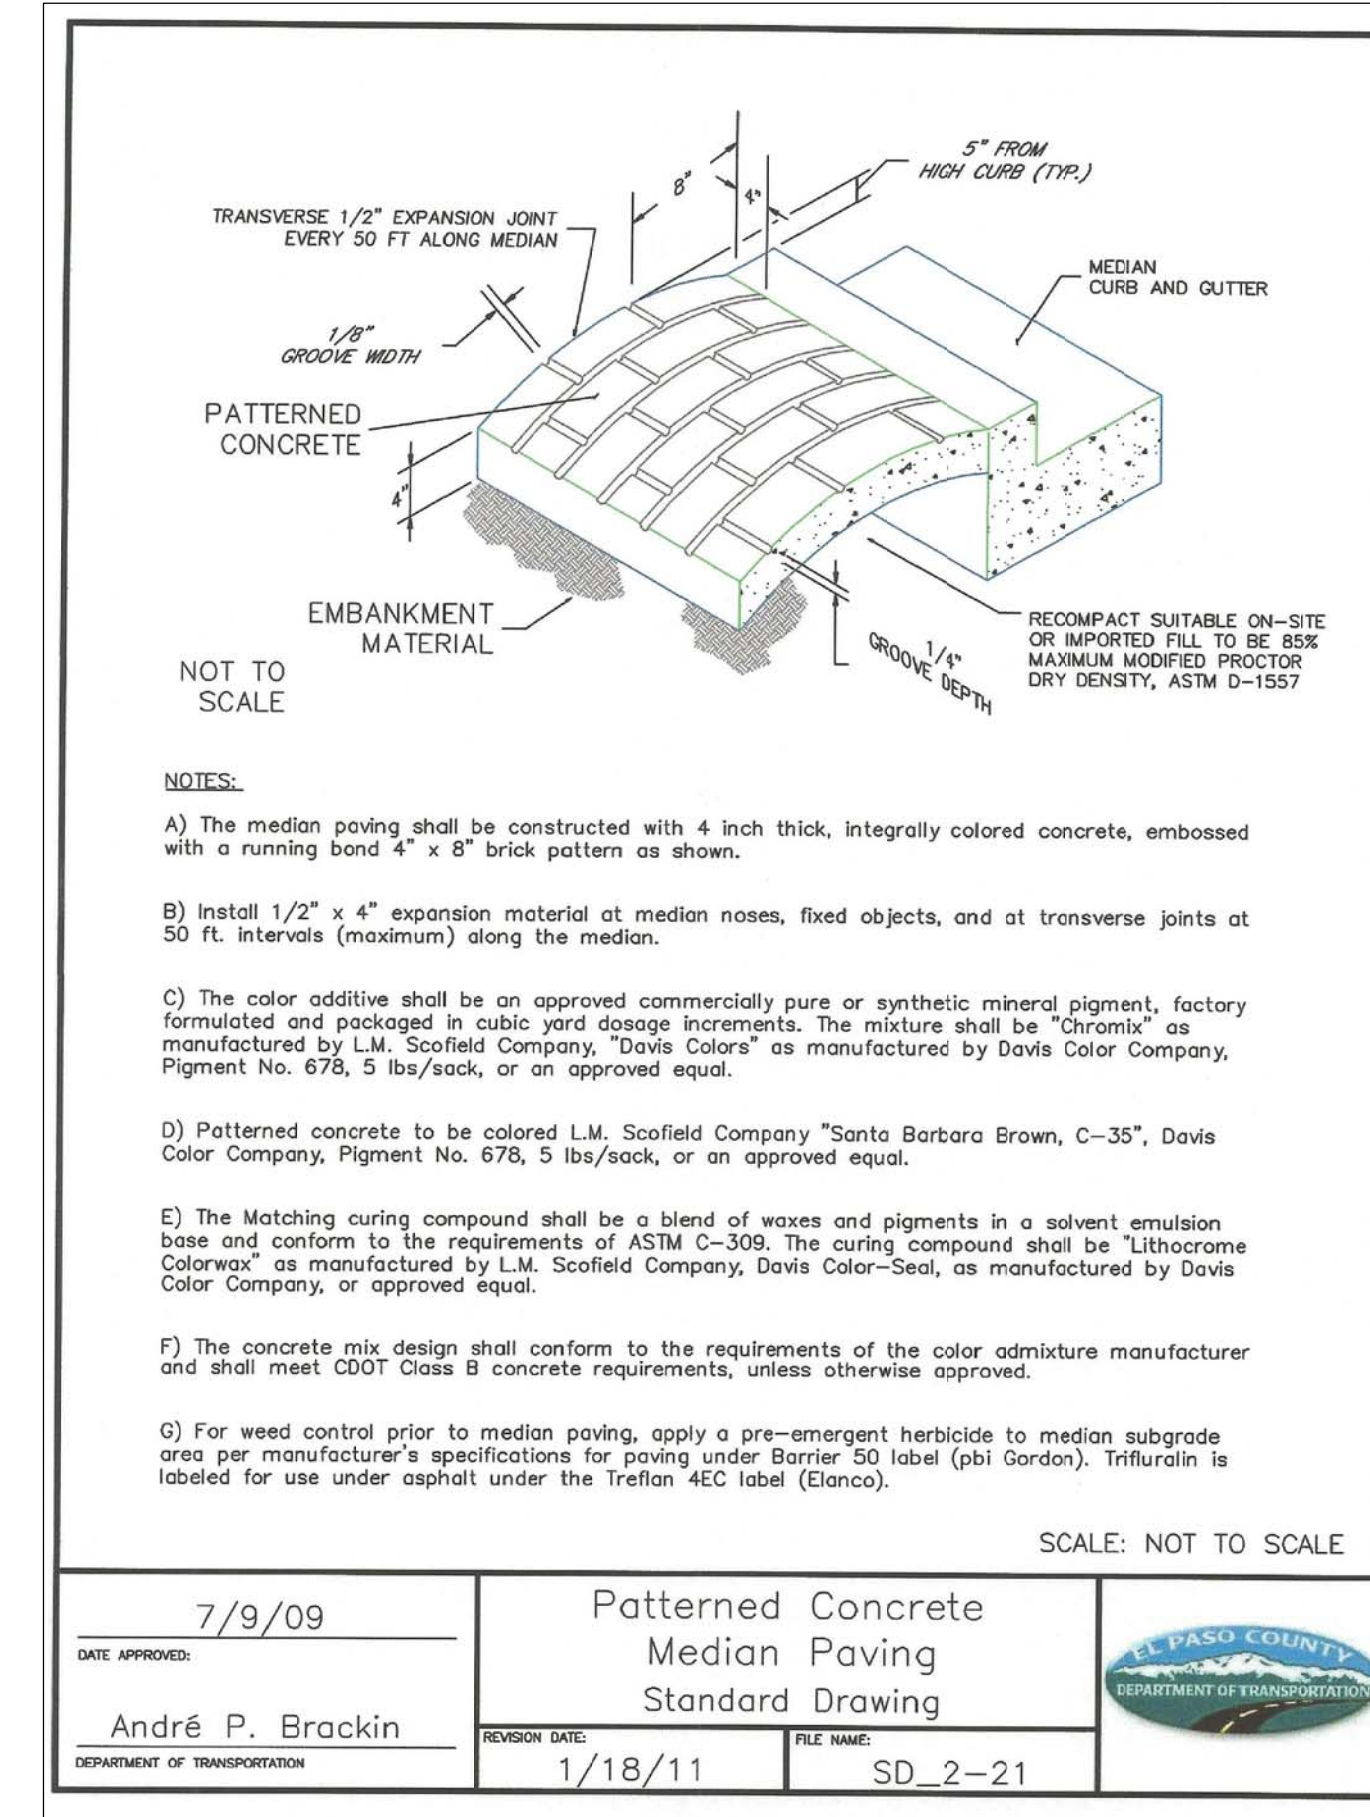 5" FROM
HIGH CURB (TYP.)
8"
4"
TRANSVERSE 1/2" EXPANSION JOINT
EVERY 50 FT ALONG MEDIAN
MEDIAN
CURB AND GUTTER
1/8"
GROOVE WIDTH
PATTERNED
CONCRETE
4"
EMBANKMENT
MATERIAL
RECOMPACT SUITABLE ON-SITE
OR IMPORTED FILL TO BE 85%
MAXIMUM MODIFIED PROCTOR
DRY DENSITY, ASTM D-1557
1/4"
GROOVE DEPTH
NOT TO
SCALE
NOTES:
A) The median paving shall be constructed with 4 inch thick, integrally colored concrete, embossed
with a running bond 4" x 8" brick pattern as shown.
B) Install 1/2" x 4" expansion material at median noses, fixed objects, and at transverse joints at
50 ft. intervals (maximum) along the median.
C) The color additive shall be an approved commercially pure or synthetic mineral pigment, factory
formulated and packaged in cubic yard dosage increments. The mixture shall be "Chromix" as
manufactured by L.M. Scofield Company, "Davis Colors" as manufactured by Davis Color Company,
Pigment No. 678, 5 lbs/sack, or an approved equal.
D) Patterned concrete to be colored L.M. Scofield Company "Santa Barbara Brown, C-35", Davis
Color Company, Pigment No. 678, 5 lbs/sack, or an approved equal.
E) The Matching curing compound shall be a blend of waxes and pigments in a solvent emulsion
base and conform to the requirements of ASTM C-309. The curing compound shall be "Lithocrome
Colorwax" as manufactured by L.M. Scofield Company, Davis Color-Seal, as manufactured by Davis
Color Company, or approved equal.
F) The concrete mix design shall conform to the requirements of the color admixture manufacturer
and shall meet CDOT Class B concrete requirements, unless otherwise approved.
G) For weed control prior to median paving, apply a pre-emergent herbicide to median subgrade
area per manufacturer's specifications for paving under Barrier 50 label (pbi Gordon). Trifluralin is
labeled for use under asphalt under the Treflan 4EC label (Elanco).
SCALE: NOT TO SCALE
7/9/09
DATE APPROVED:
André P. Brackin
DEPARTMENT OF TRANSPORTATION
Patterned Concrete
Median Paving
Standard Drawing
REVISION DATE:
1/18/11
FILE NAME:
SD_2-21
EL PASO COUNTY
DEPARTMENT OF TRANSPORTATION